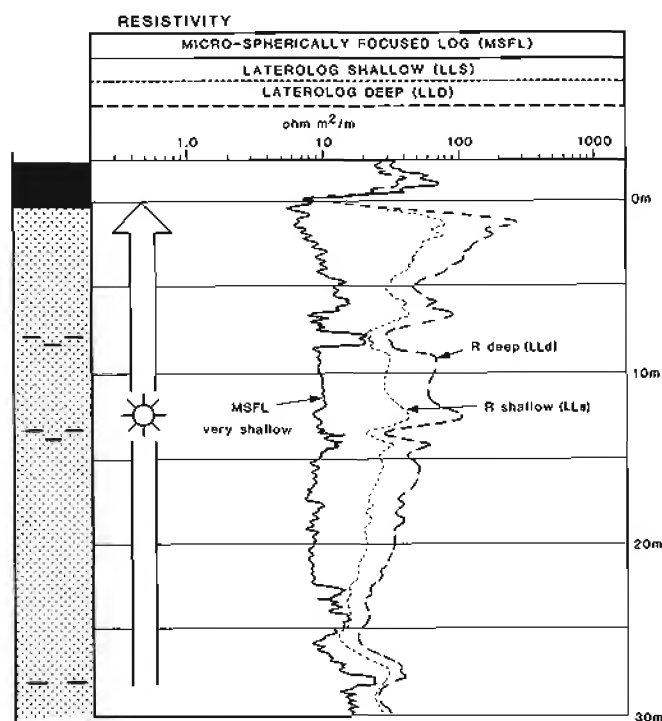 RESISTIVITY
MICRO-SPHERICALLY FOCUSED LOG (MSFL)
LATEROLOG SHALLOW (LLS)
LATEROLOG DEEP (LLD)
ohm m²/m
1.0 10 100 1000
0m
R deep (LLd)
10m
MSFL
very shallow
R shallow (LLs)
20m
30m